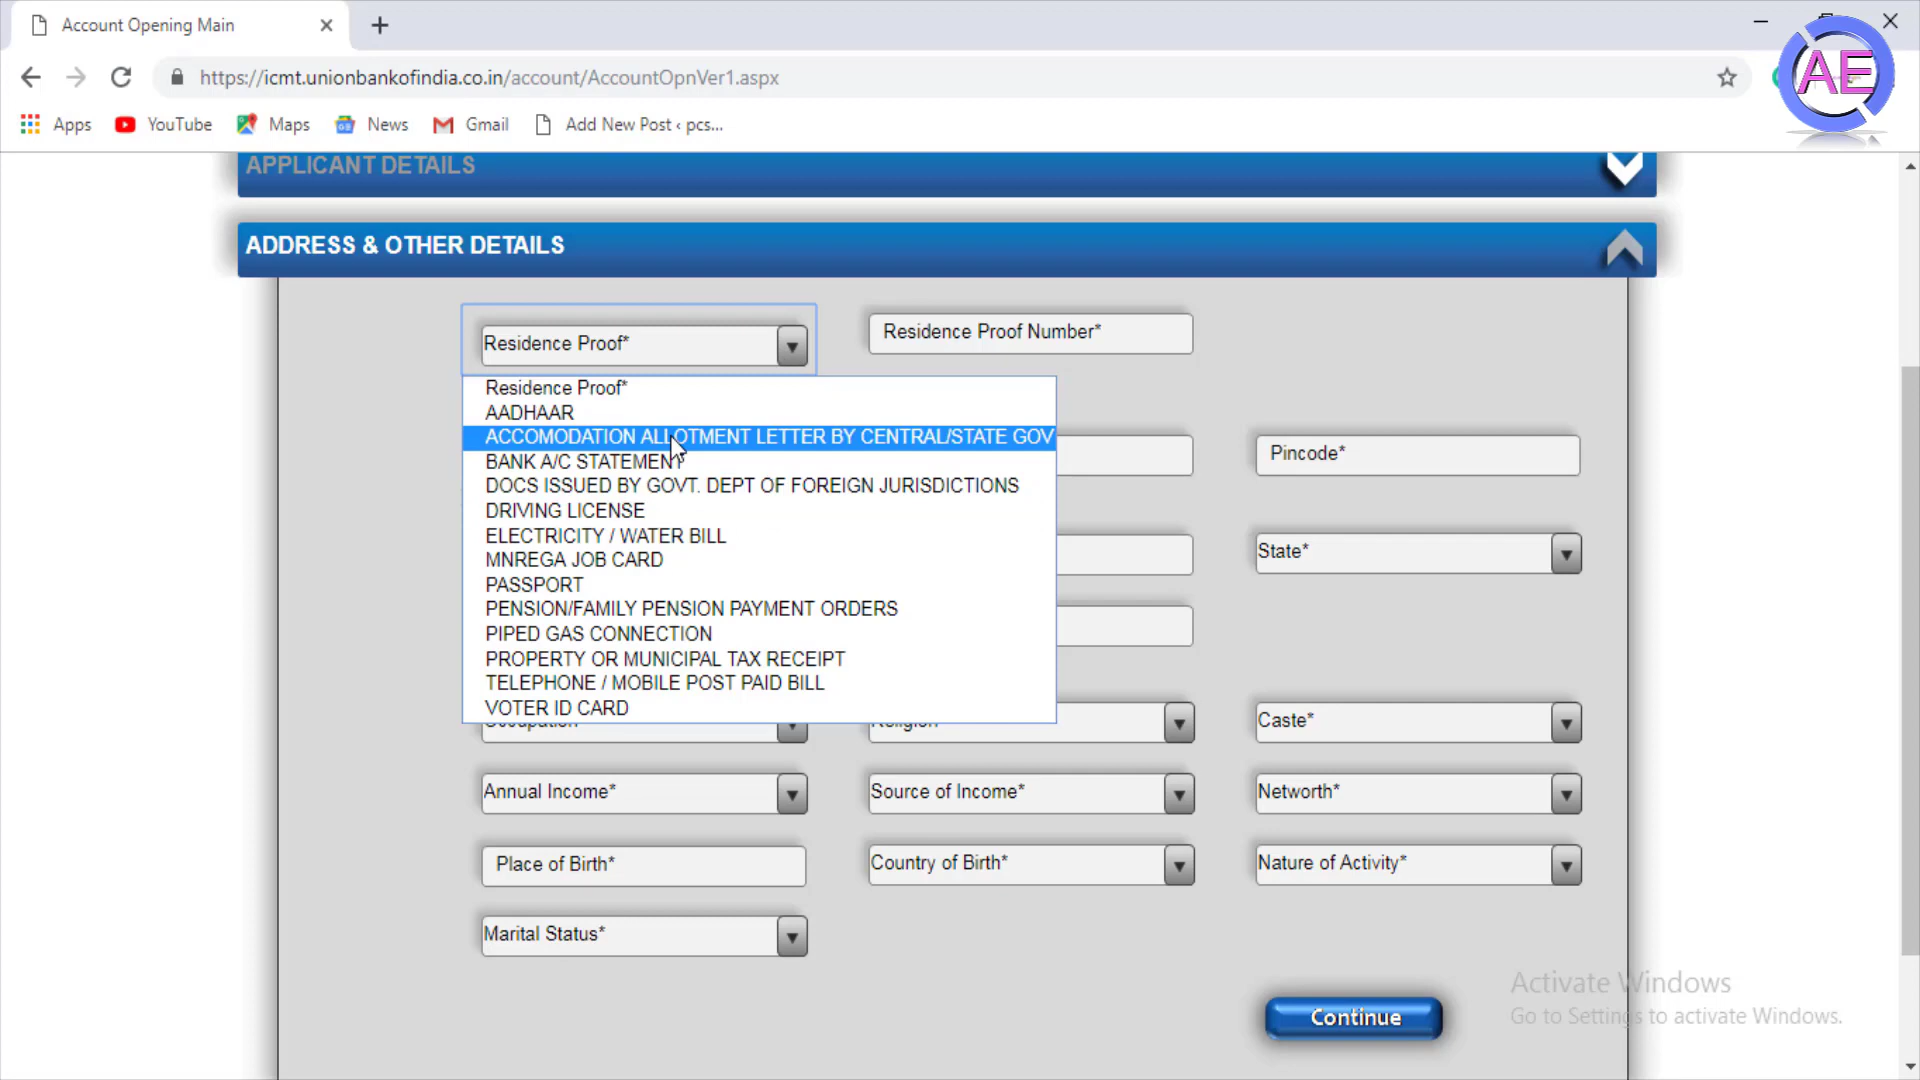 Account Opening Main
https://icmt.unionbankofindia.co.in/account/AccountOpnVer1.aspx
AE
Apps YouTube Maps News Gmail Add New Post ‹ pcs...
APPLICANT DETAILS
ADDRESS & OTHER DETAILS
Residence Proof* Residence Proof Number*
Residence Proof*
AADHAAR
ACCOMODATION ALLOTMENT LETTER BY CENTRAL/STATE GOV
BANK A/C STATEMENT
Pincode*
DOCS ISSUED BY GOVT. DEPT OF FOREIGN JURISDICTIONS
DRIVING LICENSE
ELECTRICITY / WATER BILL
State*
MNREGA JOB CARD
PASSPORT
PENSION/FAMILY PENSION PAYMENT ORDERS
PIPED GAS CONNECTION
PROPERTY OR MUNICIPAL TAX RECEIPT
TELEPHONE / MOBILE POST PAID BILL
VOTER ID CARD
Caste*
Annual Income* Source of Income* Networth*
Place of Birth* Country of Birth* Nature of Activity*
Marital Status*
Activate Windows
Go to Settings to activate Windows.
Continue